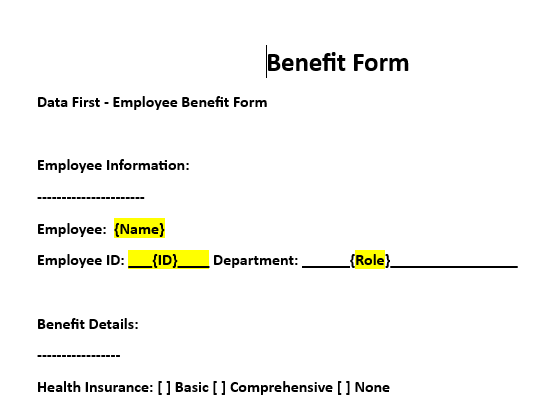 Benefit Form
Data First - Employee Benefit Form
Employee Information:
----------------------
Employee: {Name}
Employee ID: ___{ID}____ Department: ______{Role}________________
Benefit Details:
-----------------
Health Insurance: [ ] Basic [ ] Comprehensive [ ] None